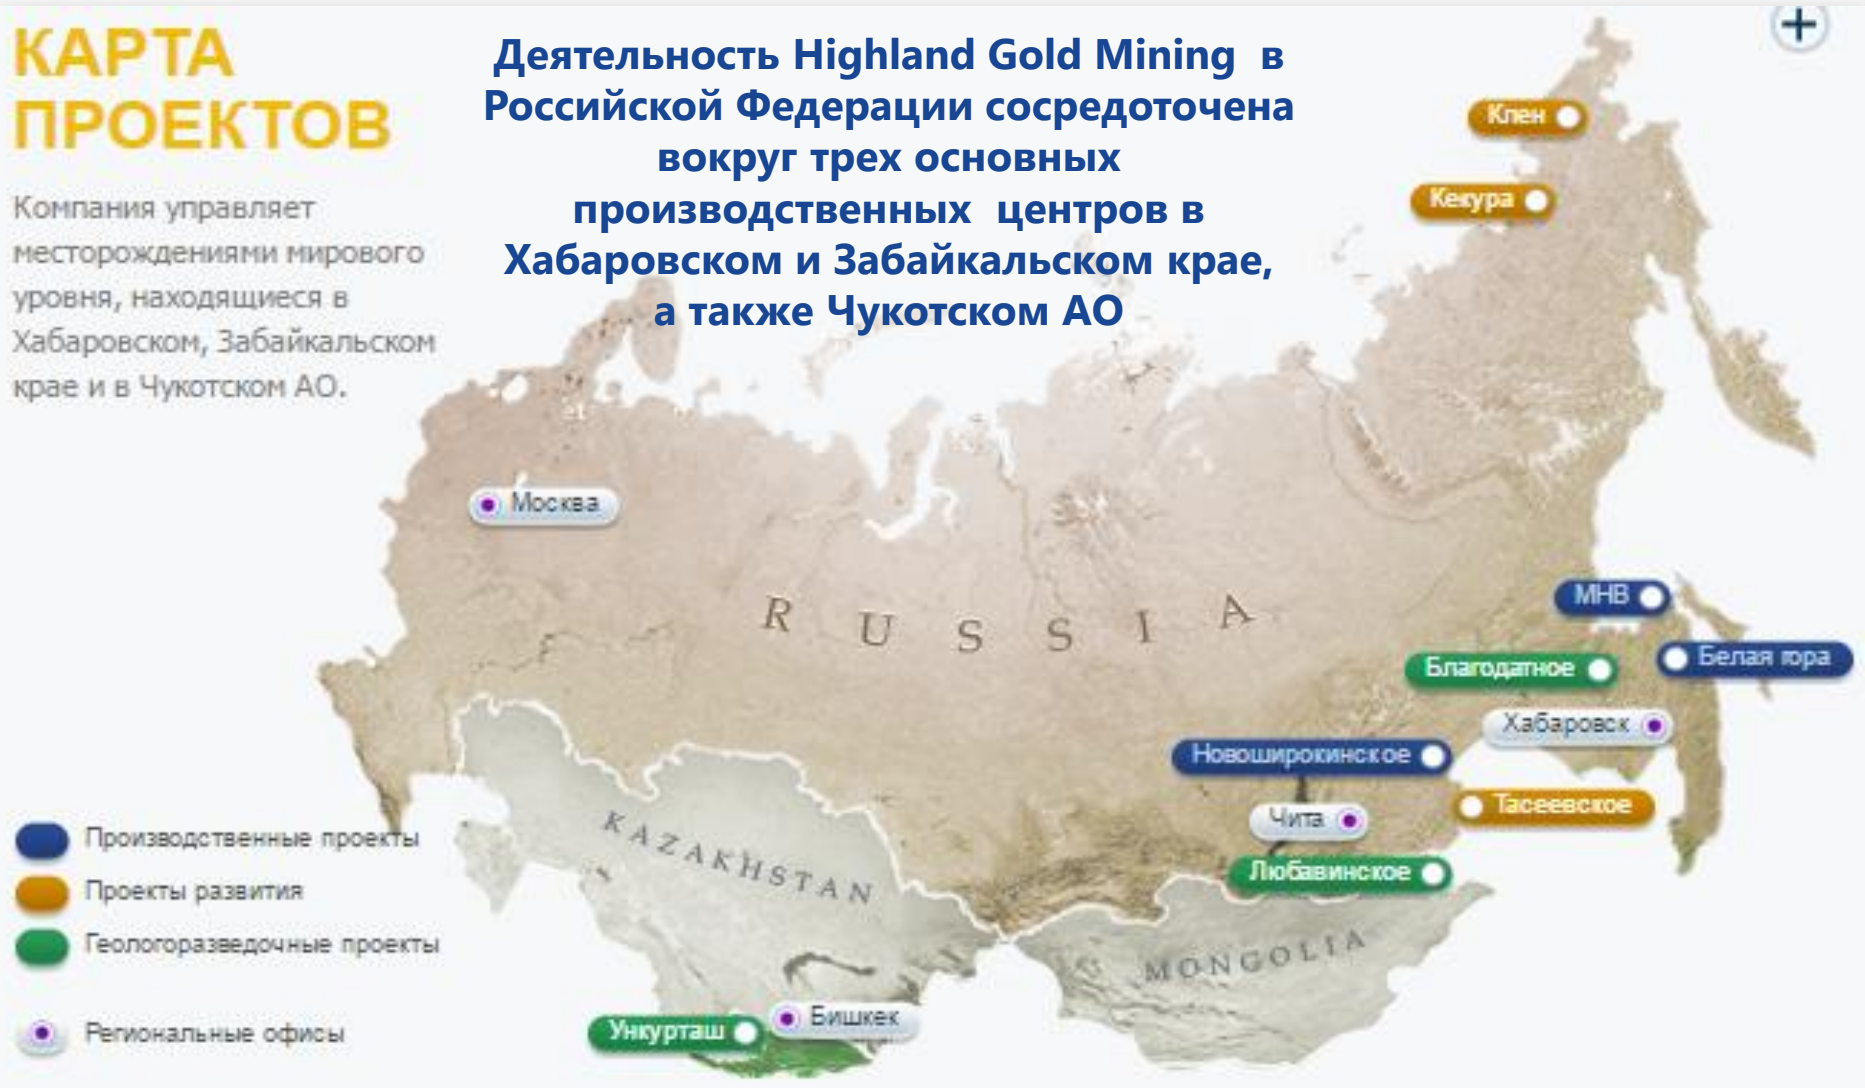 КАРТА
ПРОЕКТОВ
Компания управляет
месторождениями мирового
уровня, находящиеся в
Хабаровском, Забайкальском
крае и в Чукотском АО.
Деятельность Highland Gold Mining в
Российской Федерации сосредоточена
вокруг трех основных
производственных центров в
Хабаровском и Забайкальском крае,
а также Чукотском АО
Клен
Кекура
Москва
RUSSIA
МНВ
Белая гора
Благодатное
Хабаровск
Новоширокинское
Тасеевское
Чита
Любавинское
KAZAKHSTAN
MONGOLIA
Бишкек
Ункурташ
Производственные проекты
Проекты развития
Геологоразведочные проекты
Региональные офисы